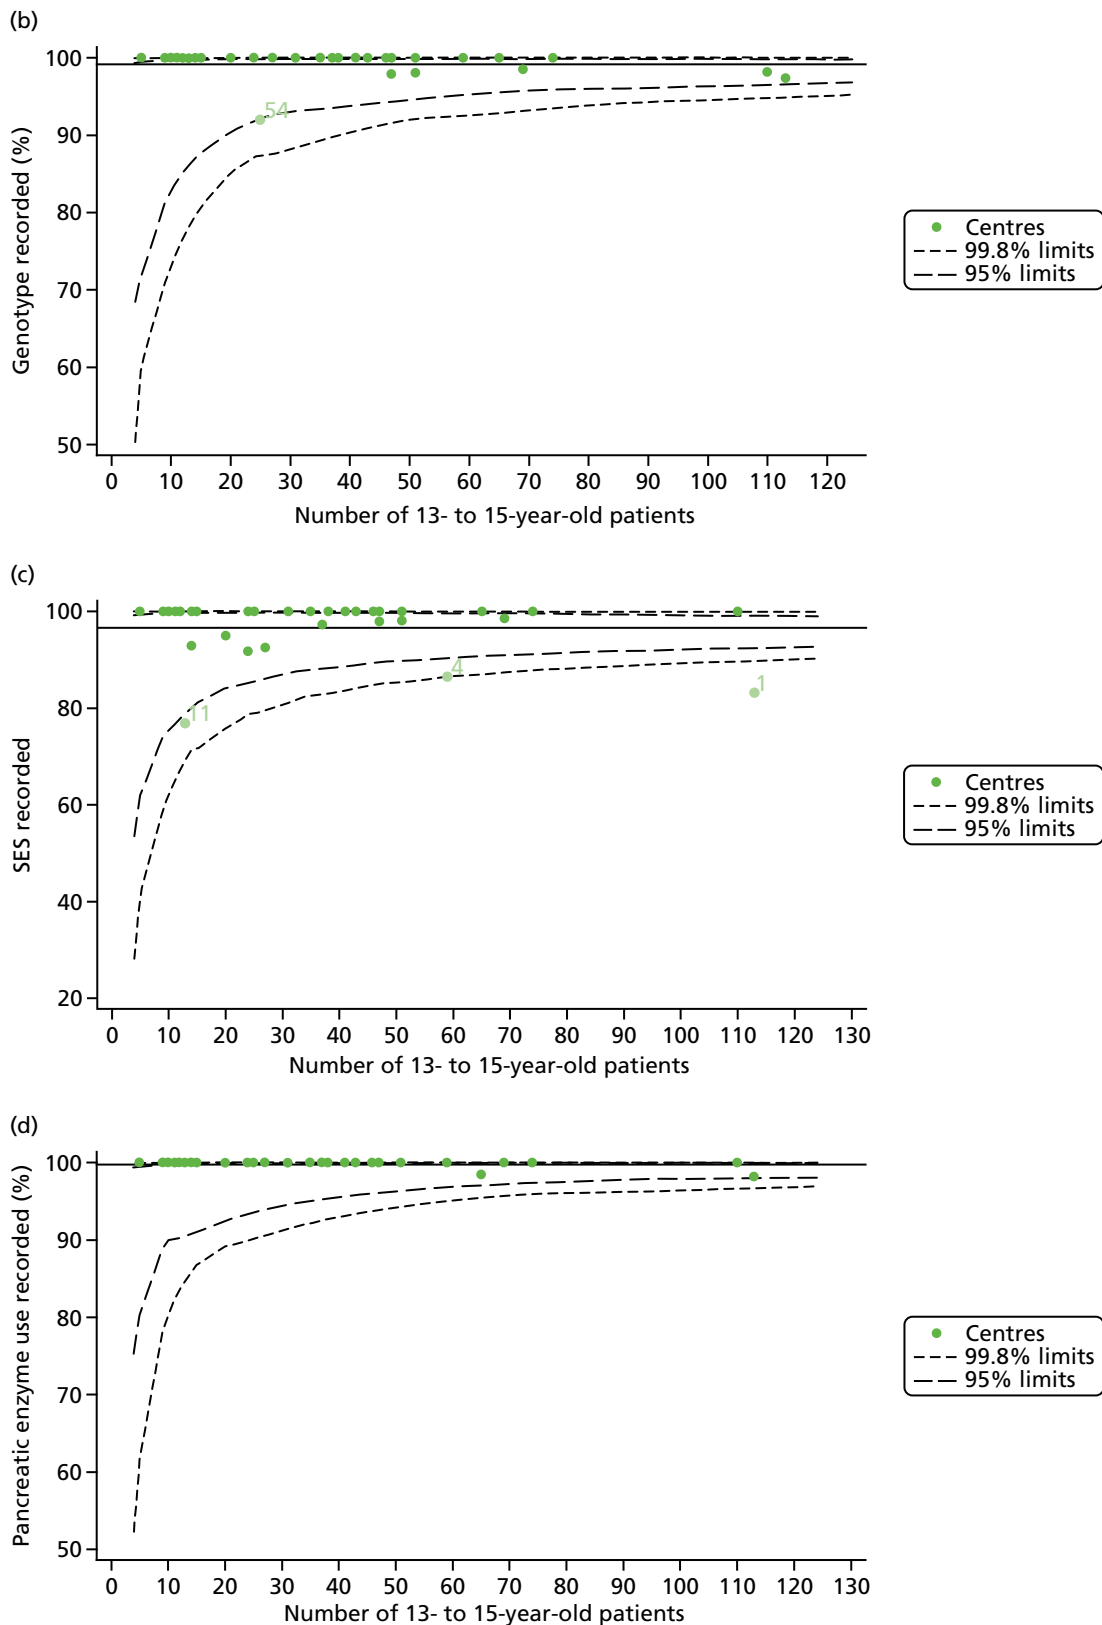 (b)
100
90
80
70
60
50
Genotype recorded (%)
54
0 10 20 30 40 50 60 70 80 90 100 110 120
Number of 13- to 15-year-old patients
Centres
99.8% limits
95% limits
(c)
100
80
60
40
20
SES recorded
11
4
1
0 10 20 30 40 50 60 70 80 90 100 110 120 130
Number of 13- to 15-year-old patients
Centres
99.8% limits
95% limits
(d)
100
90
80
70
60
50
Pancreatic enzyme use recorded (%)
0 10 20 30 40 50 60 70 80 90 100 110 120 130
Number of 13- to 15-year-old patients
Centres
99.8% limits
95% limits